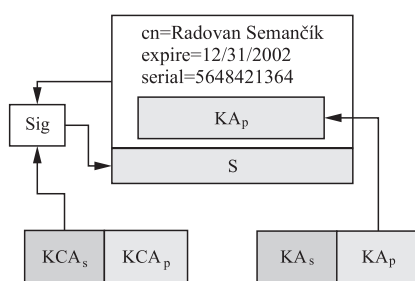 cn=Radovan Semančík
expire=12/31/2002
serial=5648421364
KAp
Sig
S
KCAs
KCAp
KAs
KAp